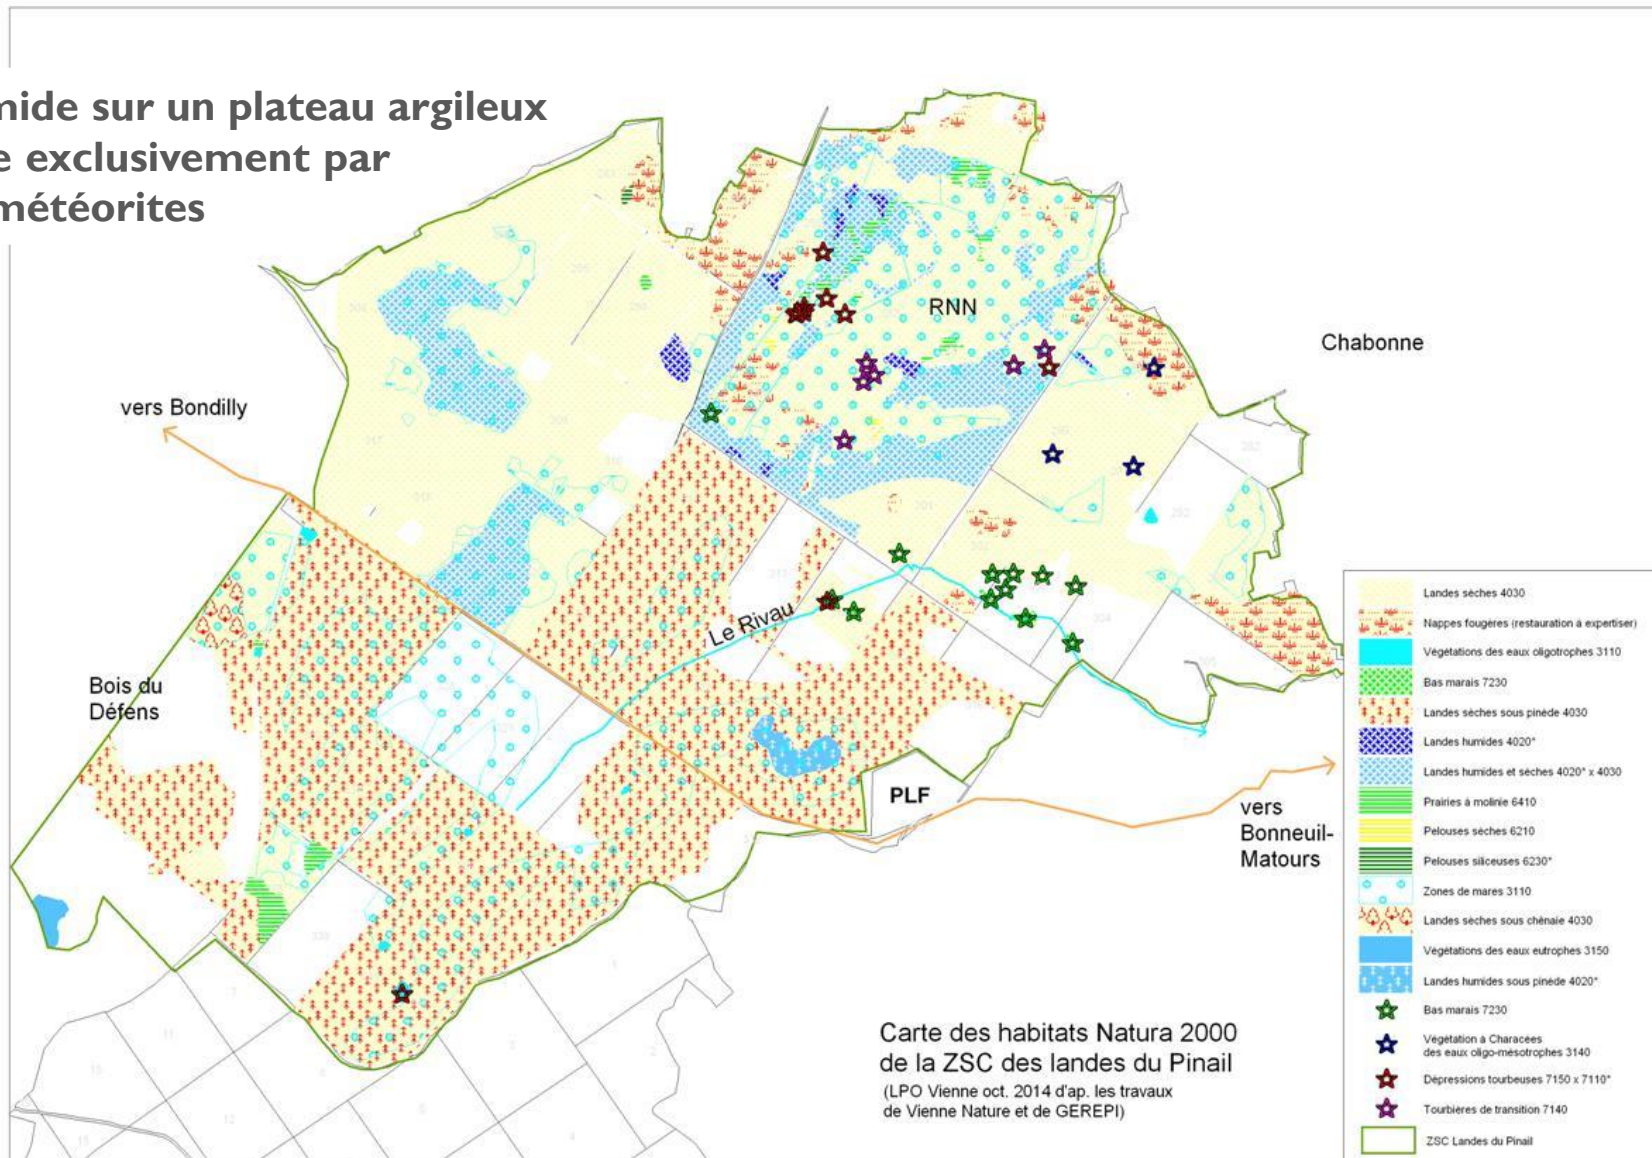 mide sur un plateau argileux
e exclusivement par
météorites
RNN
Chabonne
vers Bondilly
Le Rivau
Bois du
Défens
PLF
vers
Bonneuil-
Matours
Landes sèches 4030
Nappes fougères (restauration à expertiser)
Végétations des eaux oligotrophes 3110
Bas marais 7230
Landes sèches sous pinède 4030
Landes humides 4020*
Landes humides et sèches 4020* x 4030
Prairies à molinie 6410
Pelouses sèches 6210
Pelouses siliceuses 6230*
Zones de mares 3110
Landes sèches sous chênaie 4030
Végétations des eaux eutrophes 3150
Landes humides sous pinède 4020*
Bas marais 7230
Végétation à Characées
des eaux oligo-mésotrophes 3140
Dépressions tourbeuses 7150 x 7110*
Tourbières de transition 7140
ZSC Landes du Pinail
Carte des habitats Natura 2000
de la ZSC des landes du Pinail
(LPO Vienne oct. 2014 d'ap. les travaux
de Vienne Nature et de GEREPI)